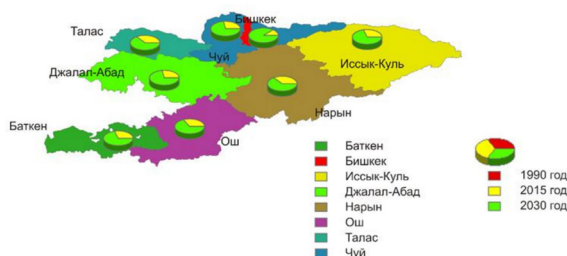 Бишкек
Талас
Чуй
Иссык-Куль
Джалал-Абад
Нарын
Баткен
Ош
Баткен
Бишкек
Иссык-Куль
Джалал-Абад
Нарын
Ош
Талас
Чуй
1990 год
2015 год
2030 год